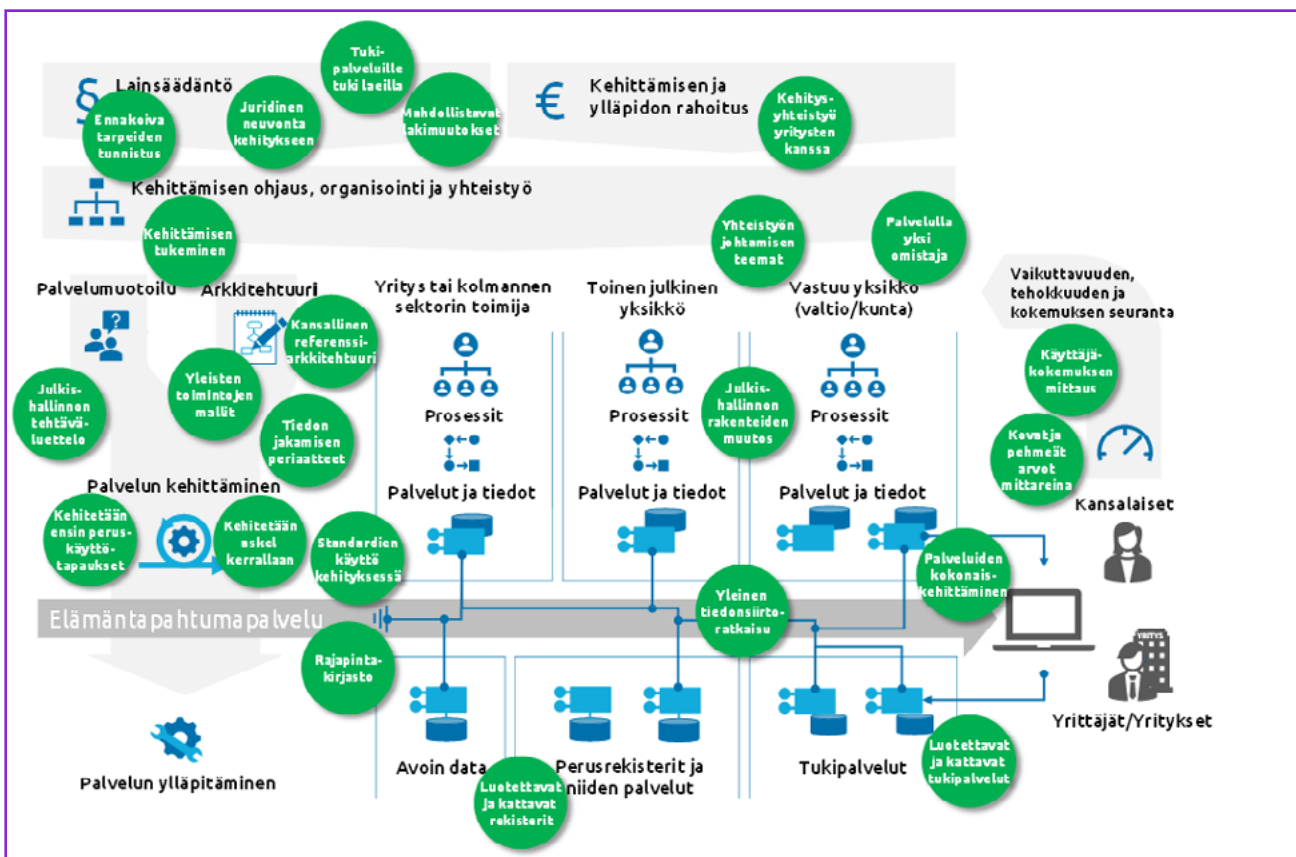 Lainsäädäntö
Tuki-
palveluille
tuki laeilla
Ennakoiva
tarpeiden
tunnistus
Juridinen
neuvonta
kehitykseen
Mahdollistavat
lakimuutokset
Kehittämisen ja
ylläpidon rahoitus
Kehitys-
yhteistyö
yritysten
kanssa
Kehittämisen ohjaus, organisointi ja yhteistyö
Kehittämisen
tukeminen
Yhteistyön
johtamisen
teemat
Palvelulla
yksi
omistaja
Palvelumuotoilu
Arkkitehtuuri
Kansallinen
referenssi-
arkkitehtuuri
Julkis-
hallinnon
tehtävä-
luettelo
Yleisten
toimintojen
mallit
Tiedon
jakamisen
periaatteet
Yritys tai kolmannen
sektorin toimija
Prosessit
Palvelut ja tiedot
Toinen julkinen
yksikkö
Prosessit
Palvelut ja tiedot
Julkis-
hallinnon
rakenteiden
muutos
Vastuu yksikkö
(valtio/kunta)
Prosessit
Palvelut ja tiedot
Vaikuttavuuden,
tehokkuuden ja
kokemuksen seuranta
Käyttäjä-
kokemuksen
mittaus
Kovat ja
pehmeät
arvot
mittareina
Kansalaiset
Palvelun kehittäminen
Kehitetään
ensin perus-
käyttö-
tapaukset
Kehitetään
askel
kerrallaan
Standardien
käyttö
kehityksessä
Palveluiden
kokonais-
kehittäminen
Yleinen
tiedonsiirto-
ratkaisu
Elämäntapahtumapalvelu
Rajapinta-
kirjasto
YRITYS
Yrittäjät/Yritykset
Palvelun ylläpitäminen
Avoin data
Luotettavat
ja kattavat
rekisterit
Perusrekisterit ja
niiden palvelut
Tukipalvelut
Luotettavat
ja kattavat
tukipalvelut